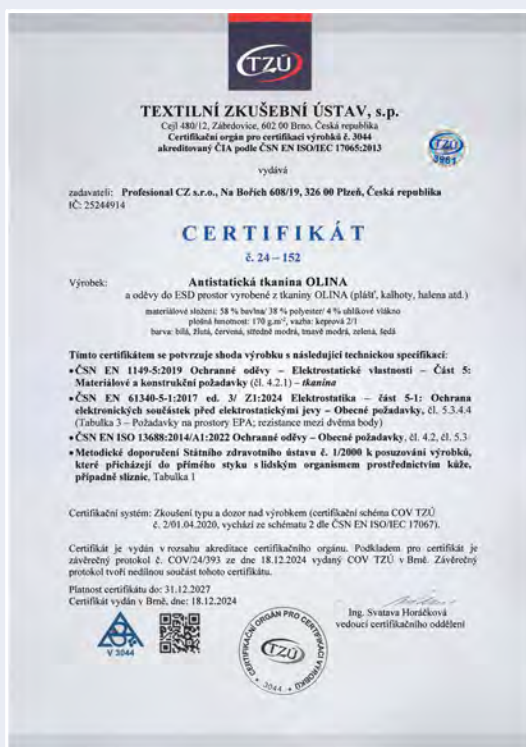 TZÚ
TEXTILNÍ ZKUŠEBNÍ ÚSTAV, s.p.
Cejl 480/12, Zábrdovice, 602 00 Brno, Česká republika
Certifikační orgán pro certifikaci výrobků č. 3044
akreditovaný ČIA podle ČSN EN ISO/IEC 17065:2013
TZÚ
3961
vydává
zadavateli: Profesional CZ s.r.o., Na Bořích 608/19, 326 00 Plzeň, Česká republika
IČ: 25244914
CERTIFIKÁT
č. 24 – 152
Výrobek: Antistatická tkanina OLINA
a oděvy do ESD prostor vyrobené z tkaniny OLINA (plášť, kalhoty, halena atd.)
materiálové složení: 58 % bavlna/ 38 % polyester/ 4 % uhlíkové vlákno
plošná hmotnost: 170 g.m⁻², vazba: keprová 2/1
barva: bílá, žlutá, červená, středně modrá, tmavě modrá, zelená, šedá
Tímto certifikátem se potvrzuje shoda výrobku s následující technickou specifikací:
• ČSN EN 1149-5:2019 Ochranné oděvy – Elektrostatické vlastnosti – Část 5:
Materiálové a konstrukční požadavky (čl. 4.2.1) – tkanina
• ČSN EN 61340-5-1:2017 ed. 3/ Z1:2024 Elektrostatika – část 5-1: Ochrana
elektronických součástek před elektrostatickými jevy – Obecné požadavky, čl. 5.3.4.4
(Tabulka 3 – Požadavky na prostory EPA; rezistance mezi dvěma body)
• ČSN EN ISO 13688:2014/A1:2022 Ochranné oděvy – Obecné požadavky, čl. 4.2, čl. 5.3
• Metodické doporučení Státního zdravotního ústavu č. 1/2000 k posuzování výrobků,
které přicházejí do přímého styku s lidským organismem prostřednictvím kůže,
případně sliznic, Tabulka 1
Certifikační systém: Zkoušení typu a dozor nad výrobkem (certifikační schéma COV TZÚ
č. 2/01.04.2020, vychází ze schématu 2 dle ČSN EN ISO/IEC 17067).
Certifikát je vydán v rozsahu akreditace certifikačního orgánu. Podkladem pro certifikát je
závěrečný protokol č. COV/24/393 ze dne 18.12.2024 vydaný COV TZÚ v Brně. Závěrečný
protokol tvoří nedílnou součást tohoto certifikátu.
Platnost certifikátu do: 31.12.2027
Certifikát vydán v Brně, dne: 18.12.2024
Ing. Svatava Horáčková
vedoucí certifikačního oddělení
V 3044
CERTIFIKAČNÍ ORGÁN PRO CERTIFIKACI VÝROBKŮ
TZÚ
3044